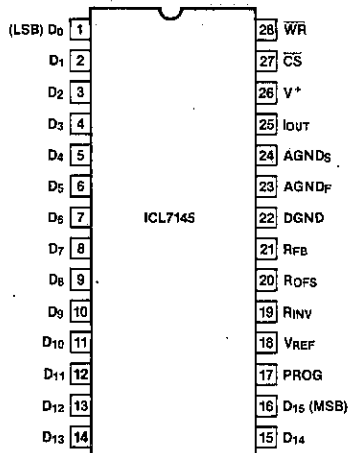 (LSB) D0 1 28 WR
D1 2 27 CS
D2 3 26 V+
D3 4 25 IOUT
D4 5 24 AGNDS
D5 6 23 AGNDF
D6 7 ICL7145 22 DGND
D7 8 21 RFB
D8 9 20 ROFS
D9 10 19 RINV
D10 11 18 VREF
D11 12 17 PROG
D12 13 16 D15 (MSB)
D13 14 15 D14